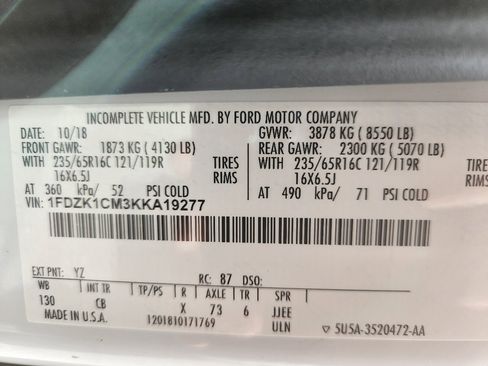 INCOMPLETE VEHICLE MFD. BY FORD MOTOR COMPANY
DATE: 10/18 GVWR: 3878 KG ( 8550 LB)
FRONT GAWR: 1873 KG ( 4130 LB) REAR GAWR: 2300 KG ( 5070 LB)
WITH 235/65R16C 121/119R TIRES WITH 235/65R16C 121/119R TIRES
16X6.5J RIMS 16X6.5J RIMS
AT 360 kPa/ 52 PSI COLD AT 490 kPa/ 71 PSI COLD
VIN: 1FDZK1CM3KKA19277
EXT PNT: YZ RC: 87 DSO:
WB INT TR TP/PS R AXLE TR SPR
130 CB X 73 6 JJEE
MADE IN U.S.A. 1201810171769 ULN ▽ 5USA-3520472-AA